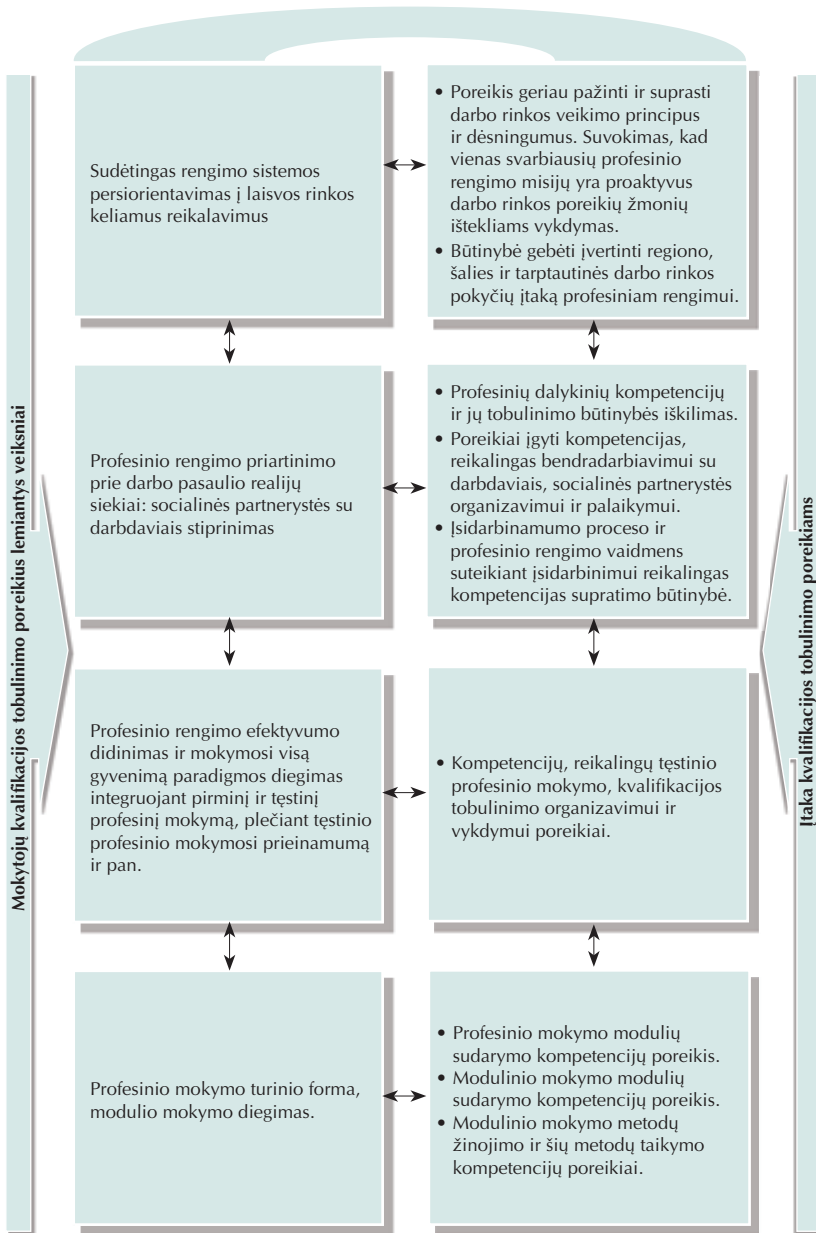 Mokytojų kvalifikacijos tobulinimo poreikius lemiantys veiksniai
Sudėtingas rengimo sistemos
persiorientavimas į laisvos rinkos
keliamus reikalavimus
• Poreikis geriau pažinti ir suprasti
darbo rinkos veikimo principus
ir dėsningumus. Suvokimas, kad
vienas svarbiausių profesinio
rengimo misijų yra proaktyvus
darbo rinkos poreikių žmonių
ištekliams vykdymas.
• Būtinybė gebėti įvertinti regiono,
šalies ir tarptautinės darbo rinkos
pokyčių įtaką profesiniam rengimui.
Profesinio rengimo priartinimo
prie darbo pasaulio realijų
siekiai: socialinės partnerystės su
darbdaviais stiprinimas
• Profesinių dalykinių kompetencijų
ir jų tobulinimo būtinybės iškilimas.
• Poreikiai įgyti kompetencijas,
reikalingas bendradarbiavimui su
darbdaviais, socialinės partnerystės
organizavimui ir palaikymui.
• Įsidarbinamumo proceso ir
profesinio rengimo vaidmens
suteikiant įsidarbinimui reikalingas
kompetencijas supratimo būtinybė.
Profesinio rengimo efektyvumo
didinimas ir mokymosi visą
gyvenimą paradigmos diegimas
integruojant pirminį ir tęstinį
profesinį mokymą, plečiant tęstinio
profesinio mokymosi prieinamumą
ir pan.
• Kompetencijų, reikalingų tęstinio
profesinio mokymo, kvalifikacijos
tobulinimo organizavimui ir
vykdymui poreikiai.
Profesinio mokymo turinio forma,
modulio mokymo diegimas.
• Profesinio mokymo modulių
sudarymo kompetencijų poreikis.
• Modulinio mokymo modulių
sudarymo kompetencijų poreikis.
• Modulinio mokymo metodų
žinojimo ir šių metodų taikymo
kompetencijų poreikiai.
Įtaka kvalifikacijos tobulinimo poreikiams